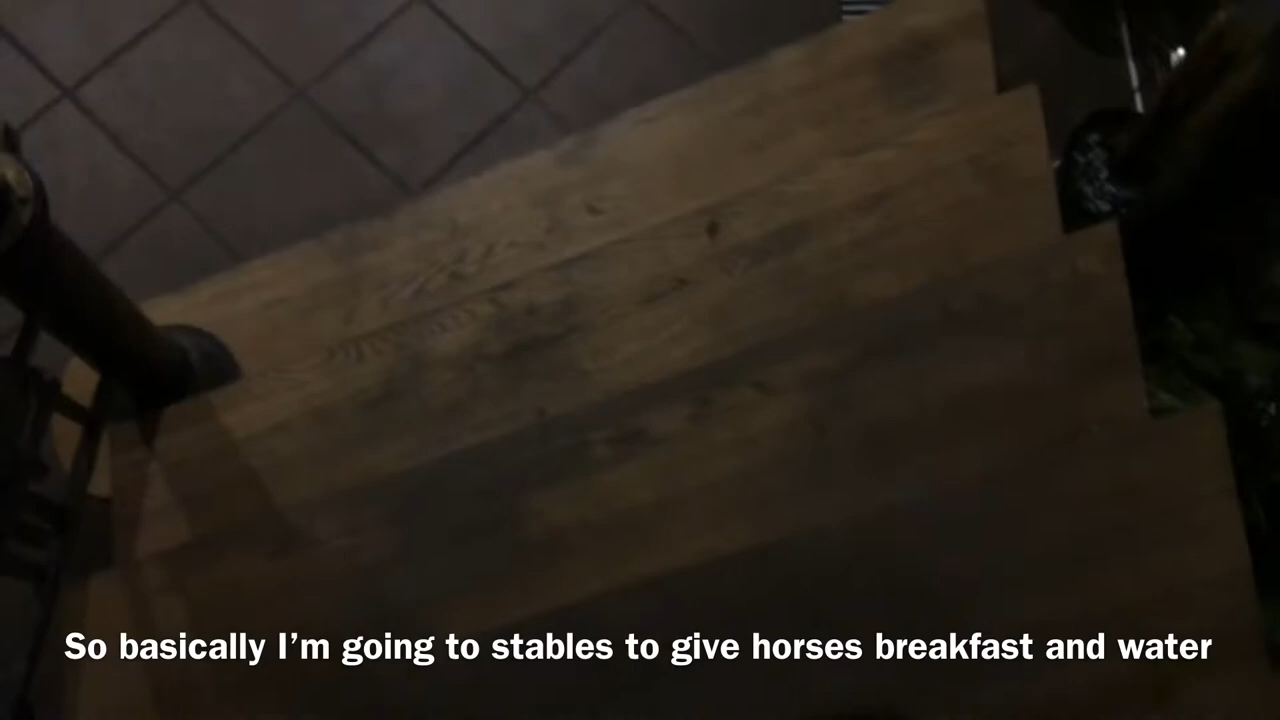 So basically I’m going to stables to give horses breakfast and water